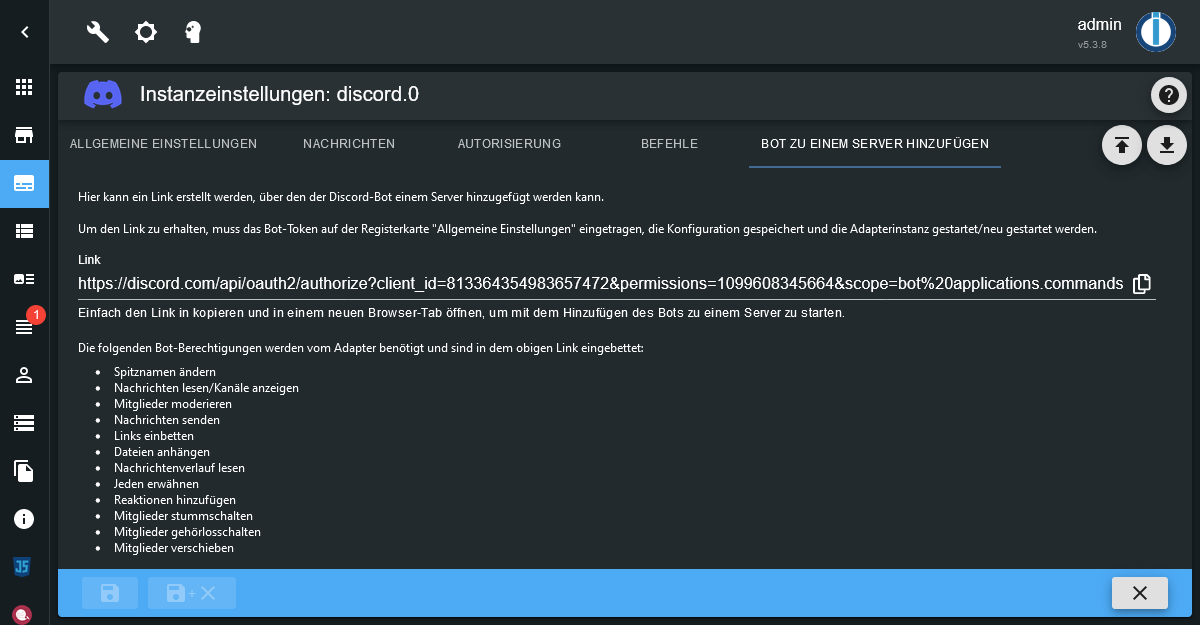 admin
v5.3.8
Instanzeinstellungen: discord.0
ALLGEMEINE EINSTELLUNGEN NACHRICHTEN AUTORISIERUNG BEFEHLE BOT ZU EINEM SERVER HINZUFÜGEN
Hier kann ein Link erstellt werden, über den der Discord-Bot einem Server hinzugefügt werden kann.
Um den Link zu erhalten, muss das Bot-Token auf der Registerkarte "Allgemeine Einstellungen" eingetragen, die Konfiguration gespeichert und die Adapterinstanz gestartet/neu gestartet werden.
Link
https://discord.com/api/oauth2/authorize?client_id=813364354983657472&permissions=1099608345664&scope=bot%20applications.commands
1
Einfach den Link in kopieren und in einem neuen Browser-Tab öffnen, um mit dem Hinzufügen des Bots zu einem Server zu starten.
Die folgenden Bot-Berechtigungen werden vom Adapter benötigt und sind in dem obigen Link eingebettet:
• Spitznamen ändern
• Nachrichten lesen/Kanäle anzeigen
• Mitglieder moderieren
• Nachrichten senden
• Links einbetten
• Dateien anhängen
• Nachrichtenverlauf lesen
• Jeden erwähnen
• Reaktionen hinzufügen
• Mitglieder stummschalten
• Mitglieder gehörlosschalten
• Mitglieder verschieben
JS
+